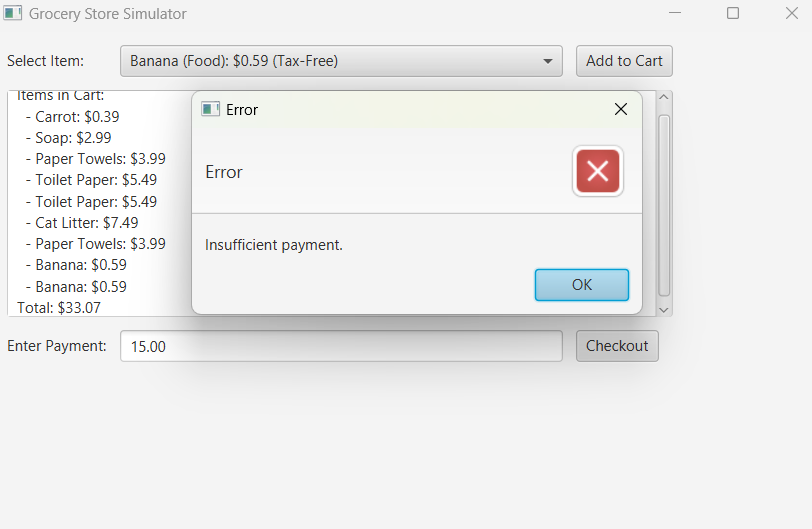 Grocery Store Simulator
Select Item:
Banana (Food): $0.59 (Tax-Free)
Add to Cart
Items in Cart:
- Carrot: $0.39
- Soap: $2.99
- Paper Towels: $3.99
- Toilet Paper: $5.49
- Toilet Paper: $5.49
- Cat Litter: $7.49
- Paper Towels: $3.99
- Banana: $0.59
- Banana: $0.59
Total: $33.07
Error
Error
Insufficient payment.
OK
Enter Payment:
15.00
Checkout